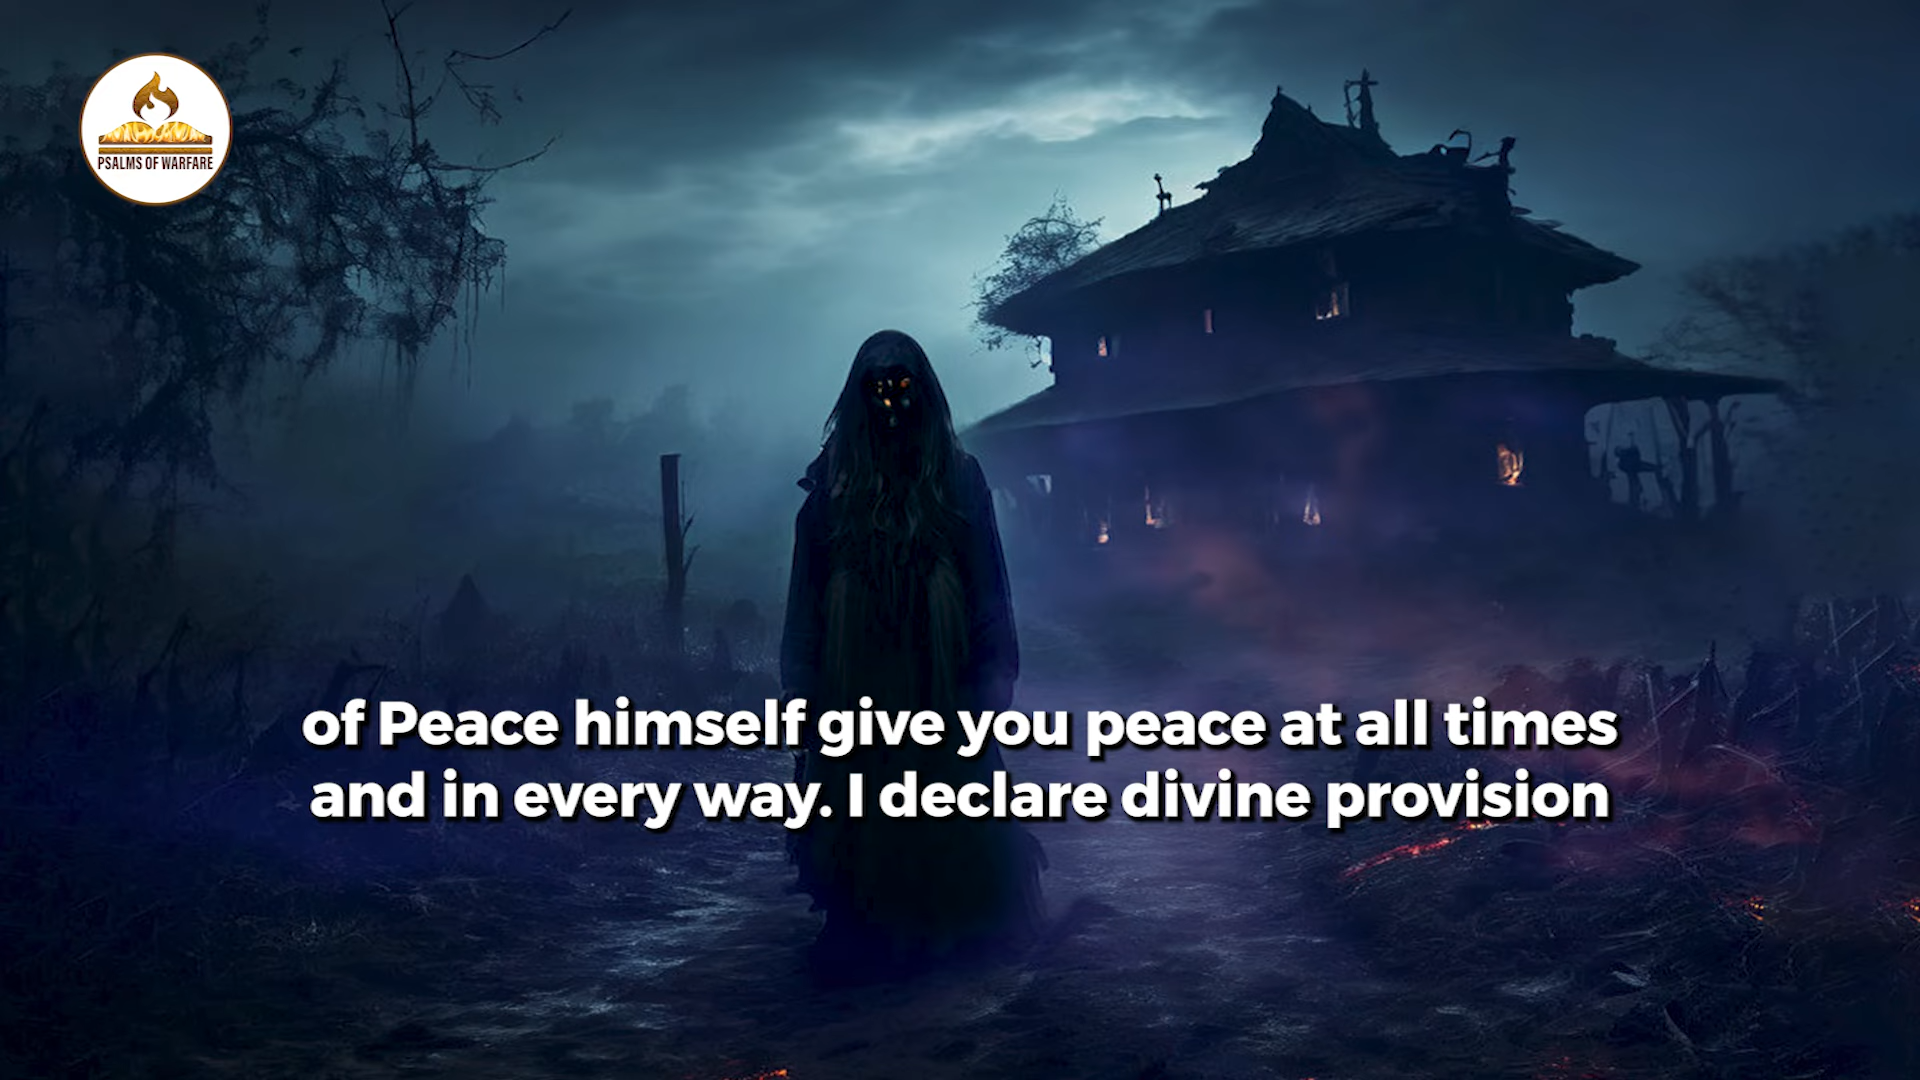 PSALMS OF WARFARE
of Peace himself give you peace at all times
and in every way. I declare divine provision